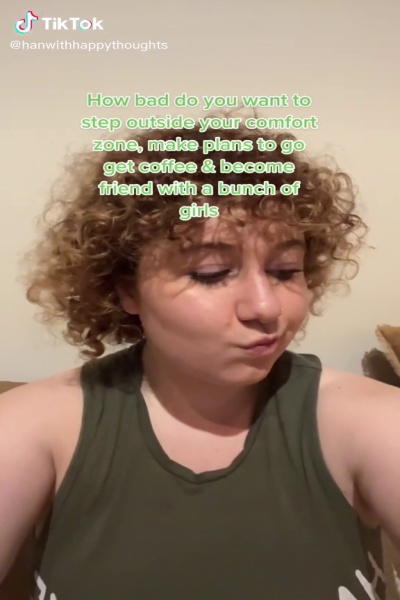 TikTok
@hanwithhappythoughts
How bad do you want to
step outside your comfort
zone, make plans to go
get coffee & become
friend with a bunch of
girls